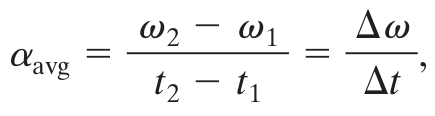 α_avg = (ω₂ − ω₁)/(t₂ − t₁) = Δω/Δt,